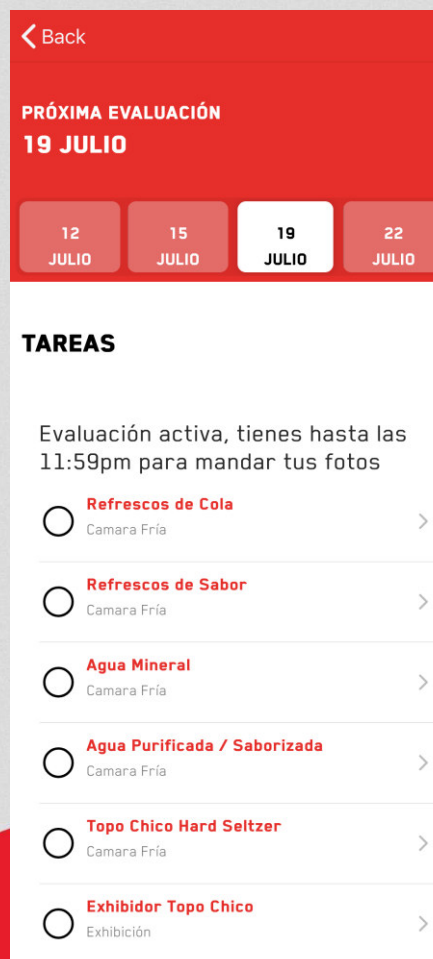 Back
PRÓXIMA EVALUACIÓN
19 JULIO
12 JULIO
15 JULIO
19 JULIO
22 JULIO
TAREAS
Evaluación activa, tienes hasta las
11:59pm para mandar tus fotos
Refrescos de Cola
Camara Fría
Refrescos de Sabor
Camara Fría
Agua Mineral
Camara Fría
Agua Purificada / Saborizada
Camara Fría
Topo Chico Hard Seltzer
Camara Fría
Exhibidor Topo Chico
Exhibición